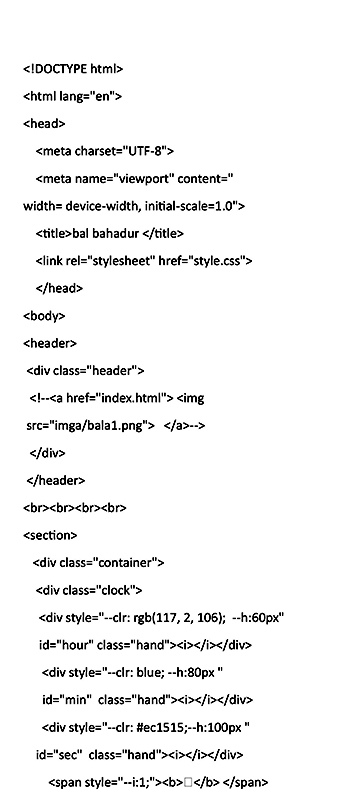 <!DOCTYPE html>
<html lang="en">
<head>
<meta charset="UTF-8">
<meta name="viewport" content="
width= device-width, initial-scale=1.0">
<title>bal bahadur </title>
<link rel="stylesheet" href="style.css">
</head>
<body>
<header>
<div class="header">
<!--<a href="index.html"> <img
src="imga/bala1.png">  </a>-->
</div>
</header>
<br><br><br><br>
<section>
<div class="container">
<div class="clock">
<div style="--clr: rgb(117, 2, 106);  --h:60px"
id="hour" class="hand"><i></i></div>
<div style="--clr: blue; --h:80px "
id="min"  class="hand"><i></i></div>
<div style="--clr: #ec1515;--h:100px "
id="sec"  class="hand"><i></i></div>
<span style="--i:1;"><b>□</b> </span>